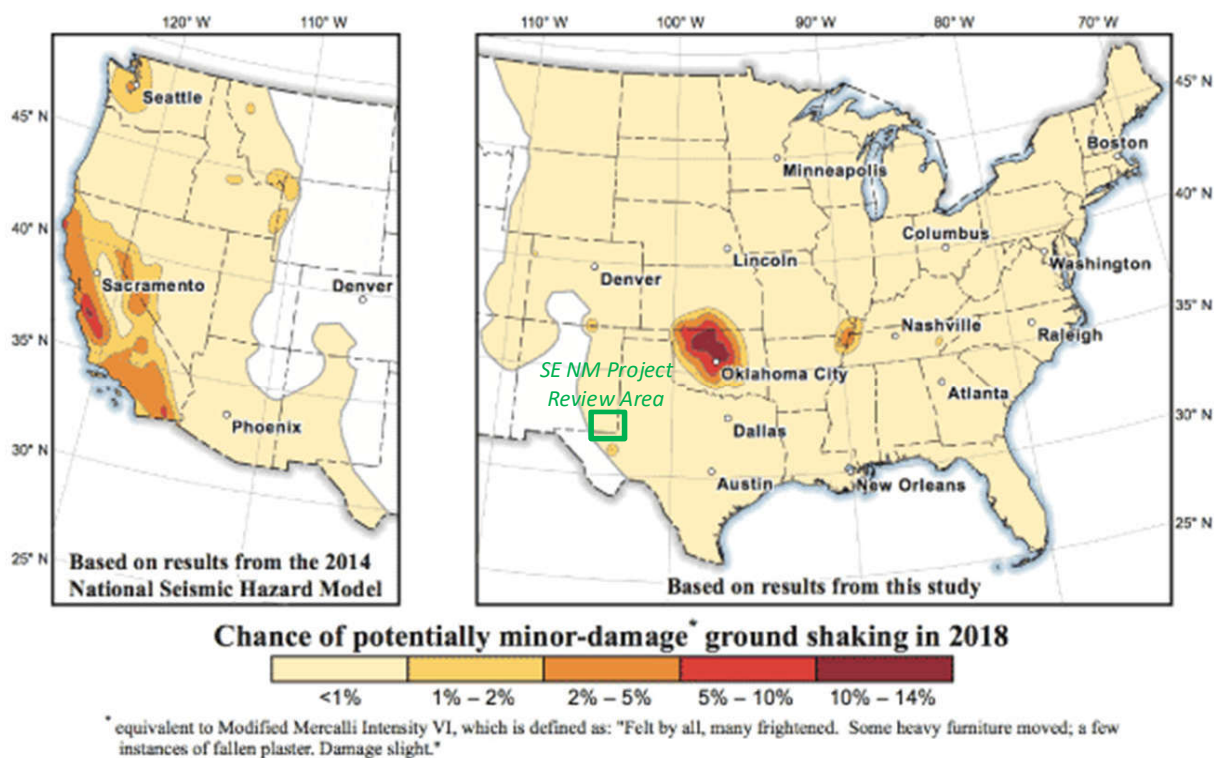 120° W
110° W
110° W
100° W
90° W
80° W
70° W
45° N
40° N
35° N
30° N
25° N
Seattle
Sacramento
Denver
Phoenix
Based on results from the 2014
National Seismic Hazard Model
Boston
Minneapolis
Columbus
Lincoln
Washington
Denver
Nashville
Raleigh
SE NM Project
Review Area
Oklahoma City
Atlanta
Dallas
Austin
New Orleans
Based on results from this study
45° N
40° N
35° N
30° N
25° N
Chance of potentially minor-damage* ground shaking in 2018
<1%
1% – 2%
2% – 5%
5% – 10%
10% – 14%
* equivalent to Modified Mercalli Intensity VI, which is defined as: "Felt by all, many frightened. Some heavy furniture moved; a few
instances of fallen plaster. Damage slight."